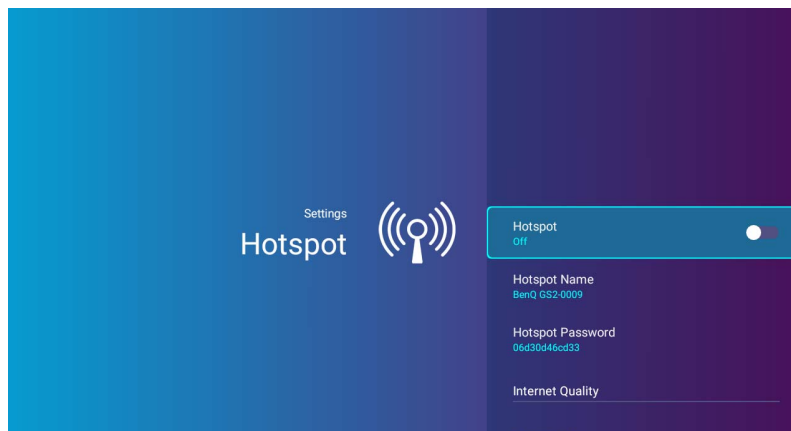 Settings
Hotspot
Hotspot
Off
Hotspot Name
BenQ GS2-0009
Hotspot Password
06d30d46cd33
Internet Quality